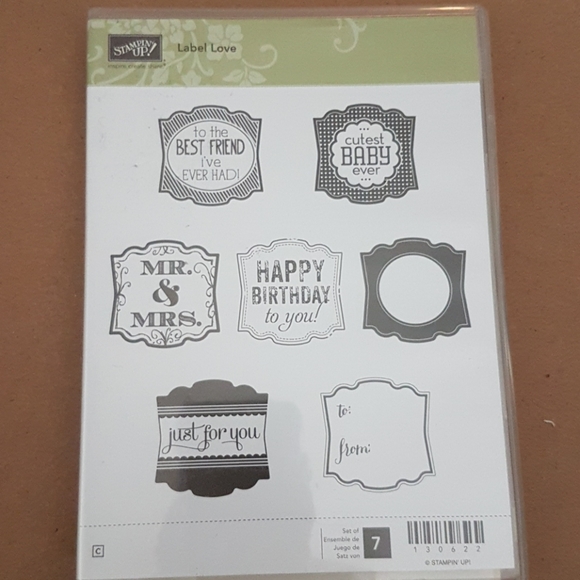 STAMPIN' UP!
Label Love
to the
BEST FRIEND
i've
EVER HAD!
cutest
BABY
ever
MR.
&
MRS.
HAPPY
BIRTHDAY
to you!
just for you
to:
from:
C
Set of
Ensemble de
Juego de
Satz von
7
130622
© STAMPIN' UP!